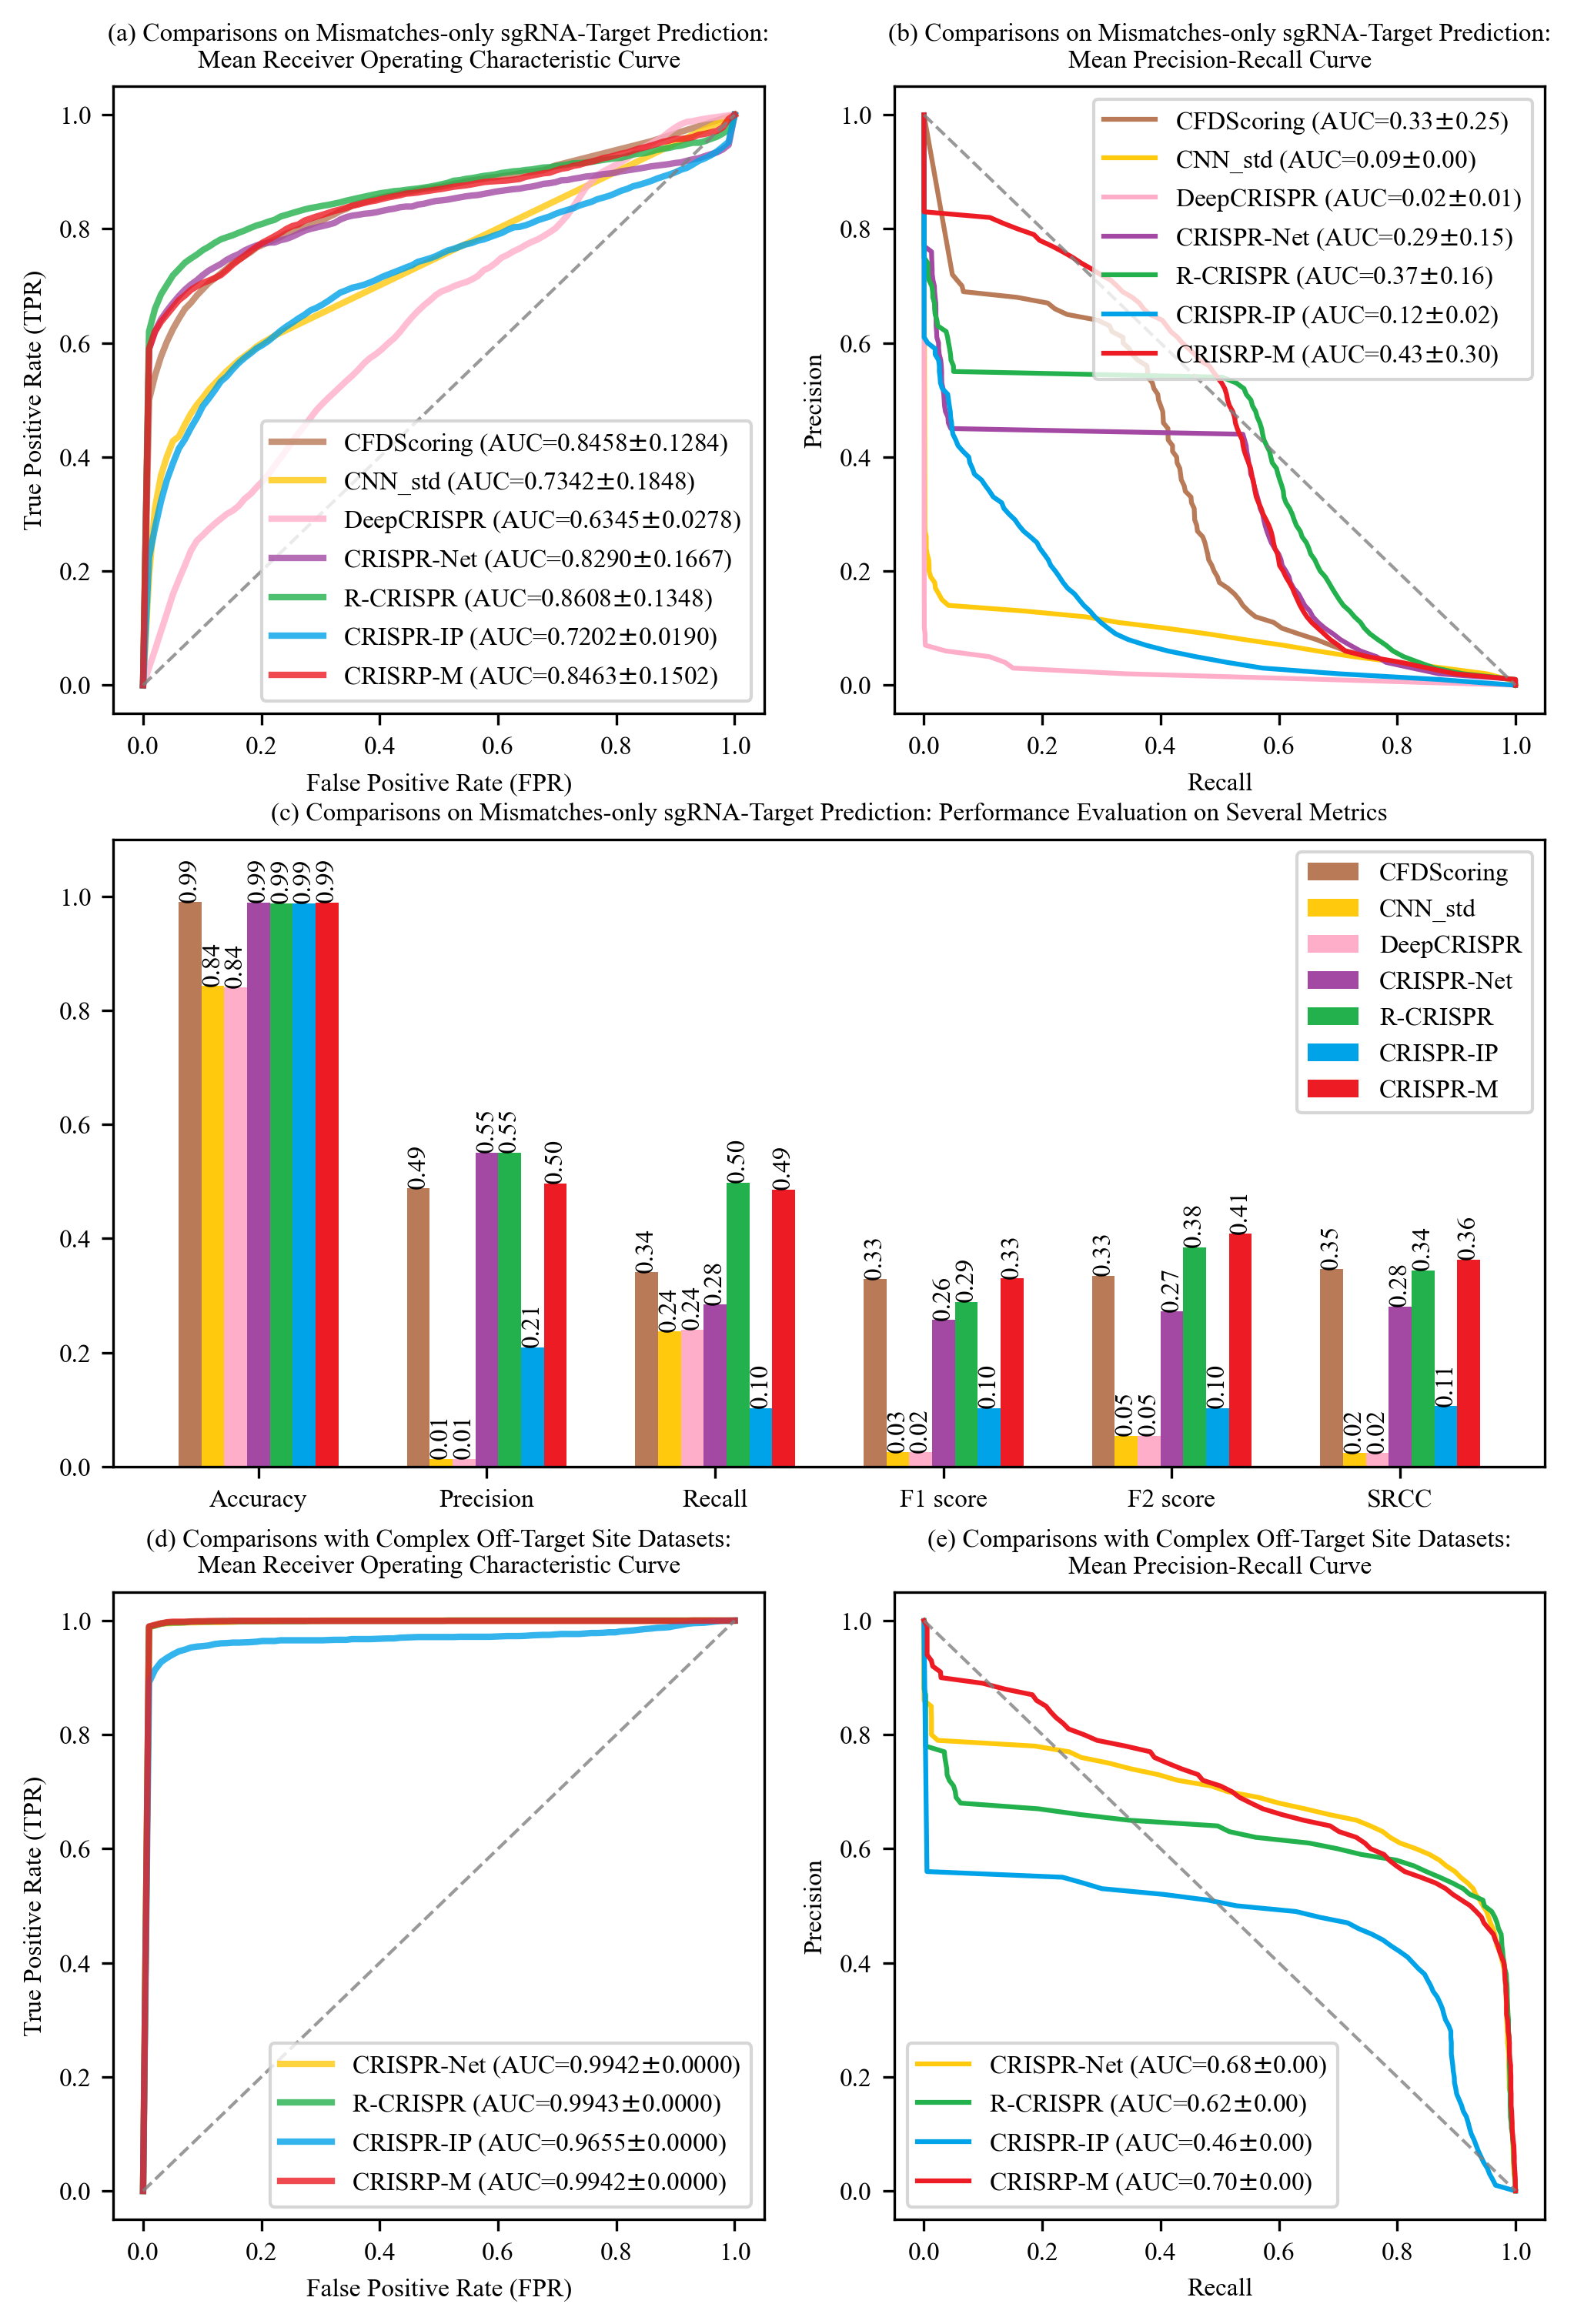 (a) Comparisons on Mismatches-only sgRNA-Target Prediction:
Mean Receiver Operating Characteristic Curve
1.0
0.8
0.6
0.4
0.2
0.0
True Positive Rate (TPR)
CFDScoring (AUC=0.8458±0.1284)
CNN_std (AUC=0.7342±0.1848)
DeepCRISPR (AUC=0.6345±0.0278)
CRISPR-Net (AUC=0.8290±0.1667)
R-CRISPR (AUC=0.8608±0.1348)
CRISPR-IP (AUC=0.7202±0.0190)
CRISRP-M (AUC=0.8463±0.1502)
0.0 0.2 0.4 0.6 0.8 1.0
False Positive Rate (FPR)
(b) Comparisons on Mismatches-only sgRNA-Target Prediction:
Mean Precision-Recall Curve
1.0
0.8
0.6
0.4
0.2
0.0
Precision
CFDScoring (AUC=0.33±0.25)
CNN_std (AUC=0.09±0.00)
DeepCRISPR (AUC=0.02±0.01)
CRISPR-Net (AUC=0.29±0.15)
R-CRISPR (AUC=0.37±0.16)
CRISPR-IP (AUC=0.12±0.02)
CRISRP-M (AUC=0.43±0.30)
0.0 0.2 0.4 0.6 0.8 1.0
Recall
(c) Comparisons on Mismatches-only sgRNA-Target Prediction: Performance Evaluation on Several Metrics
1.0
0.8
0.6
0.4
0.2
0.0
0.99 0.84 0.84 0.99 0.99 0.99 0.99
0.49 0.01 0.01 0.55 0.55 0.21 0.50
0.34 0.24 0.24 0.28 0.50 0.10 0.49
0.33 0.03 0.02 0.26 0.29 0.10 0.33
0.33 0.05 0.05 0.27 0.38 0.10 0.41
0.35 0.02 0.02 0.28 0.34 0.11 0.36
CFDScoring
CNN_std
DeepCRISPR
CRISPR-Net
R-CRISPR
CRISPR-IP
CRISPR-M
Accuracy Precision Recall F1 score F2 score SRCC
(d) Comparisons with Complex Off-Target Site Datasets:
Mean Receiver Operating Characteristic Curve
1.0
0.8
0.6
0.4
0.2
0.0
True Positive Rate (TPR)
CRISPR-Net (AUC=0.9942±0.0000)
R-CRISPR (AUC=0.9943±0.0000)
CRISPR-IP (AUC=0.9655±0.0000)
CRISRP-M (AUC=0.9942±0.0000)
0.0 0.2 0.4 0.6 0.8 1.0
False Positive Rate (FPR)
(e) Comparisons with Complex Off-Target Site Datasets:
Mean Precision-Recall Curve
1.0
0.8
0.6
0.4
0.2
0.0
Precision
CRISPR-Net (AUC=0.68±0.00)
R-CRISPR (AUC=0.62±0.00)
CRISPR-IP (AUC=0.46±0.00)
CRISRP-M (AUC=0.70±0.00)
0.0 0.2 0.4 0.6 0.8 1.0
Recall